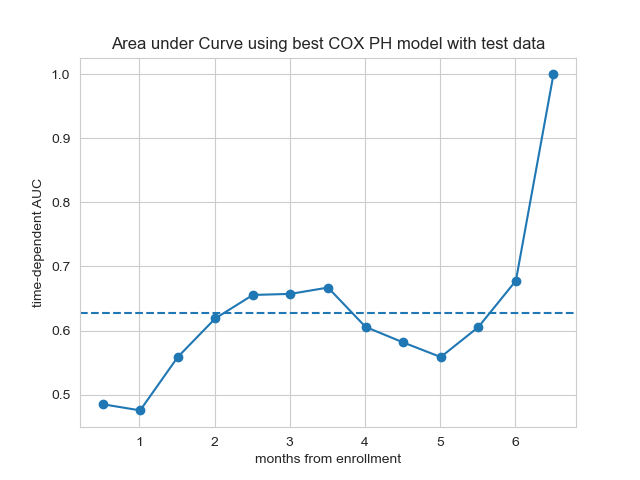 Area under Curve using best COX PH model with test data
time-dependent AUC
1.0
0.9
0.8
0.7
0.6
0.5
1 2 3 4 5 6
months from enrollment